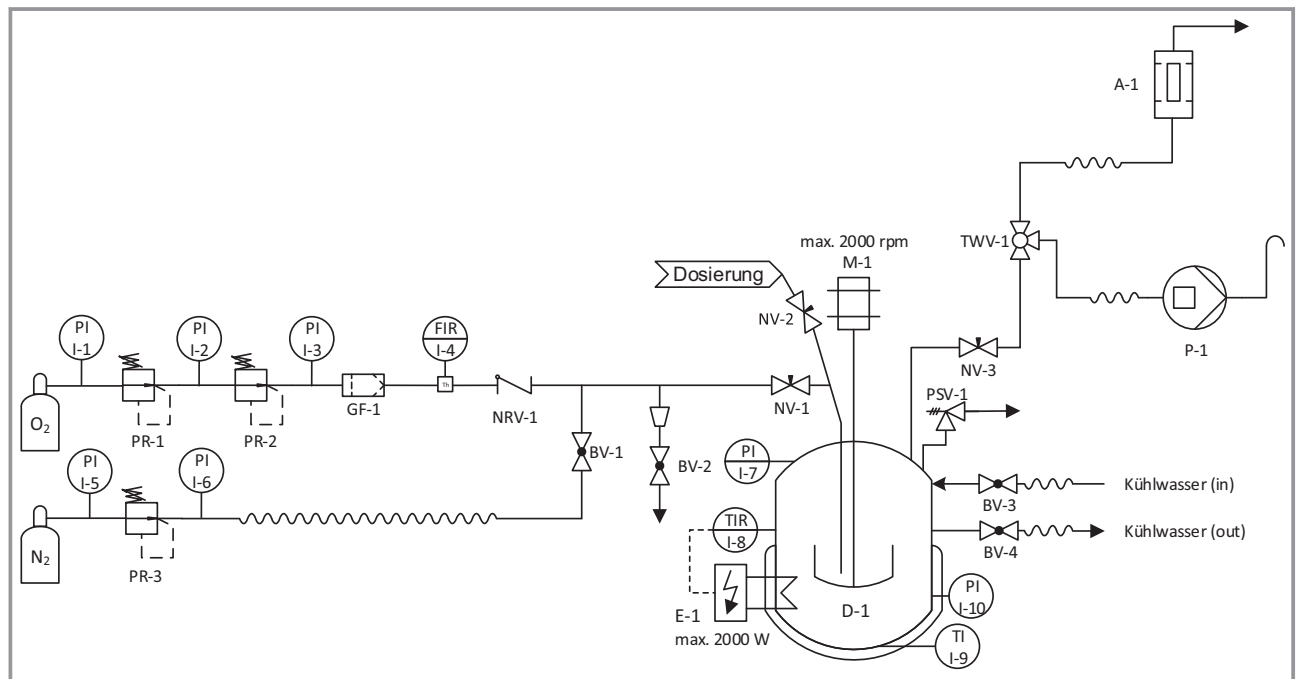 A-1
TWV-1
max. 2000 rpm
M-1
Dosierung
NV-2
P-1
NV-3
PSV-1
PI
I-1
PI
I-2
PI
I-3
FIR
I-4
Th
O2
PR-1
PR-2
GF-1
NRV-1
NV-1
BV-1
BV-2
PI
I-5
PI
I-6
N2
PR-3
PI
I-7
TIR
I-8
Kühlwasser (in)
BV-3
Kühlwasser (out)
BV-4
E-1
max. 2000 W
D-1
PI
I-10
TI
I-9